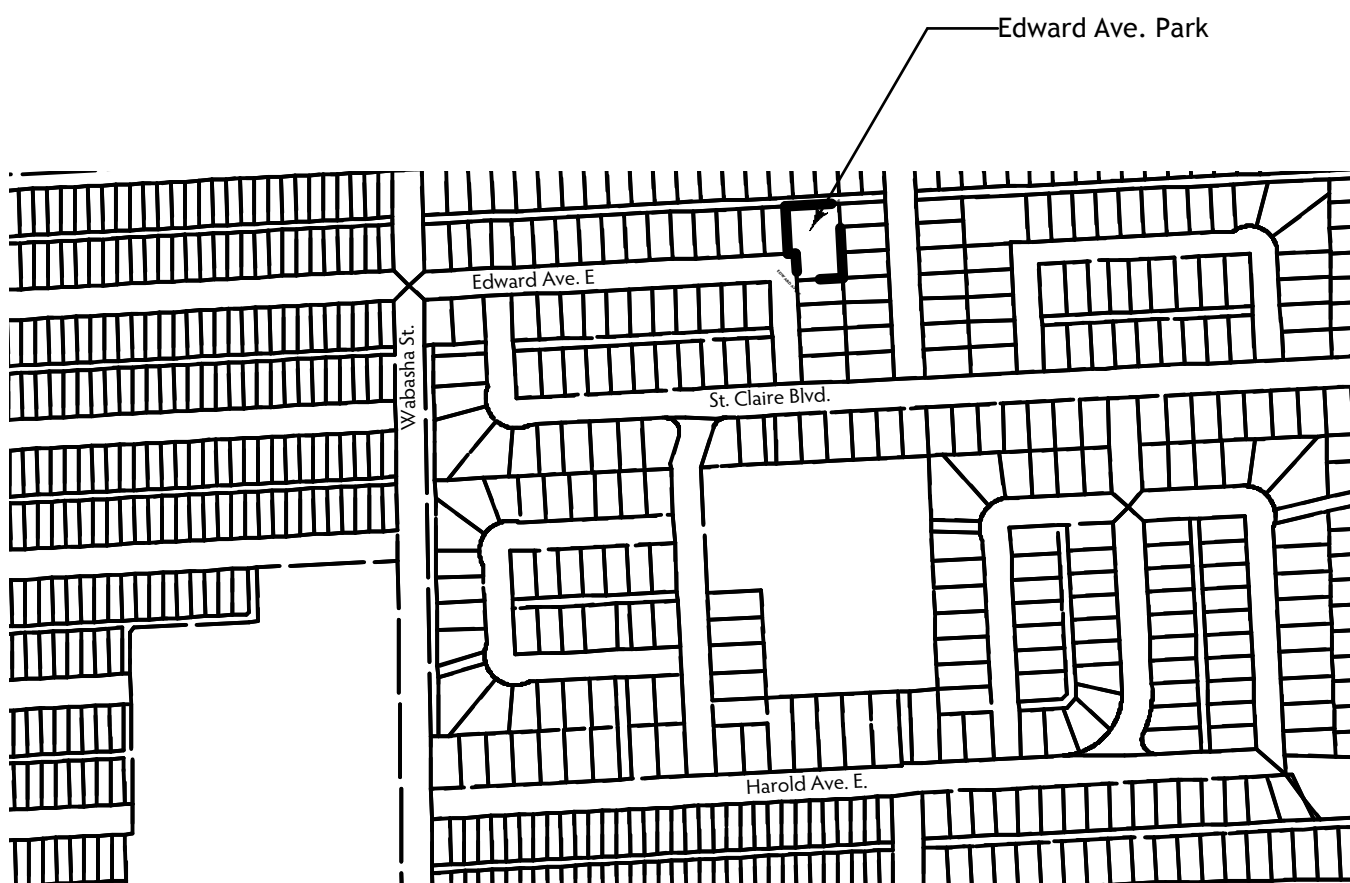 Edward Ave. Park
Edward Ave. E
Wabasha St.
St. Claire Blvd.
Harold Ave. E.